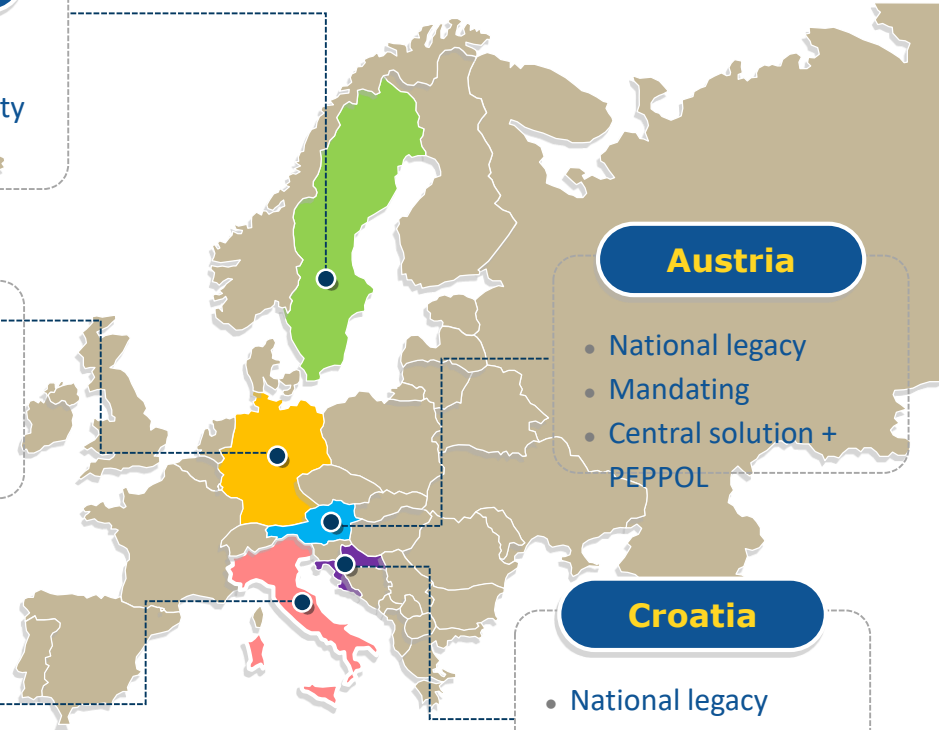 ty
Austria
National legacy
Mandating
Central solution +
PEPPOL
Croatia
National legacy